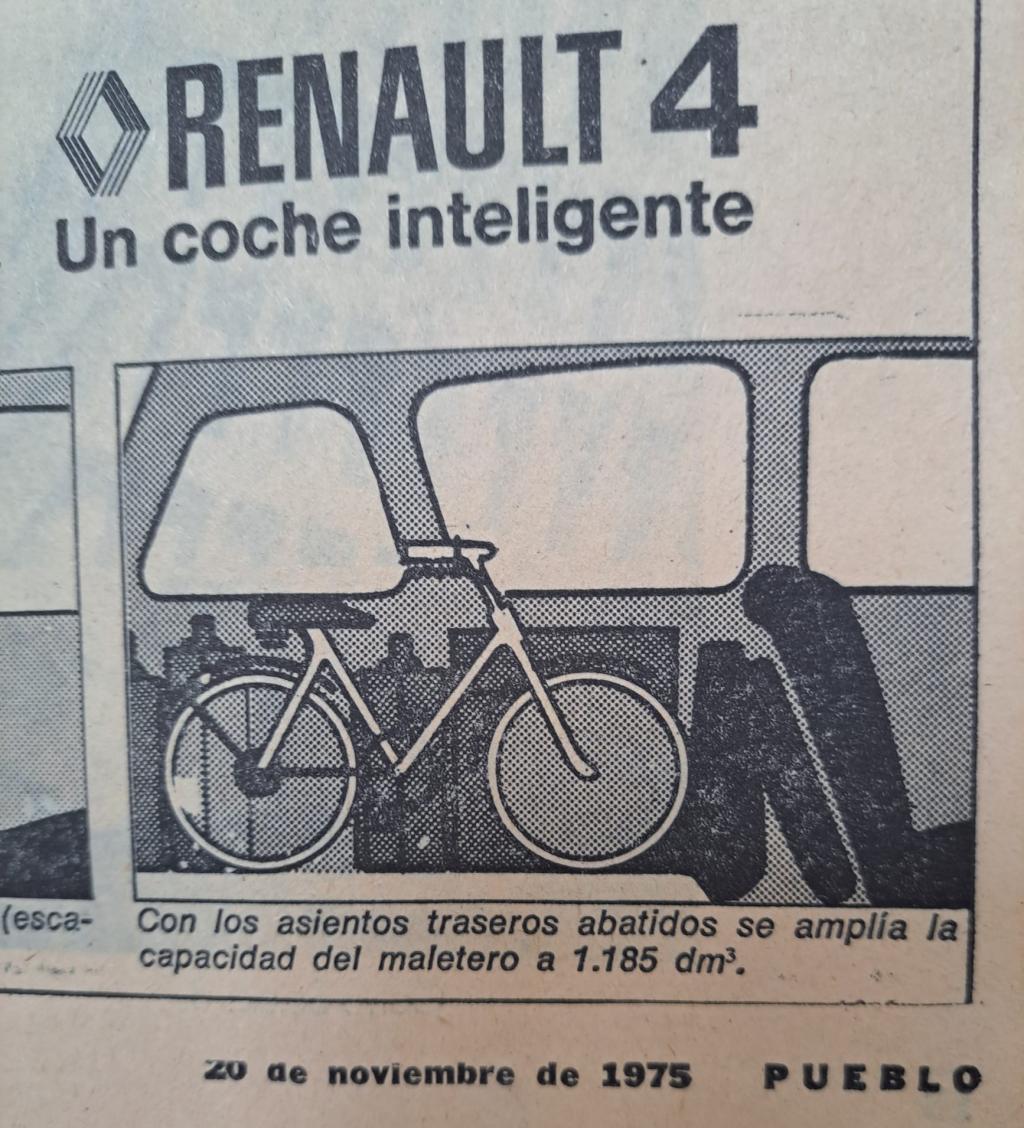 RENAULT 4
Un coche inteligente
(esca-
Con los asientos traseros abatidos se amplía la
capacidad del maletero a 1.185 dm³.
20 de noviembre de 1975 PUEBLO